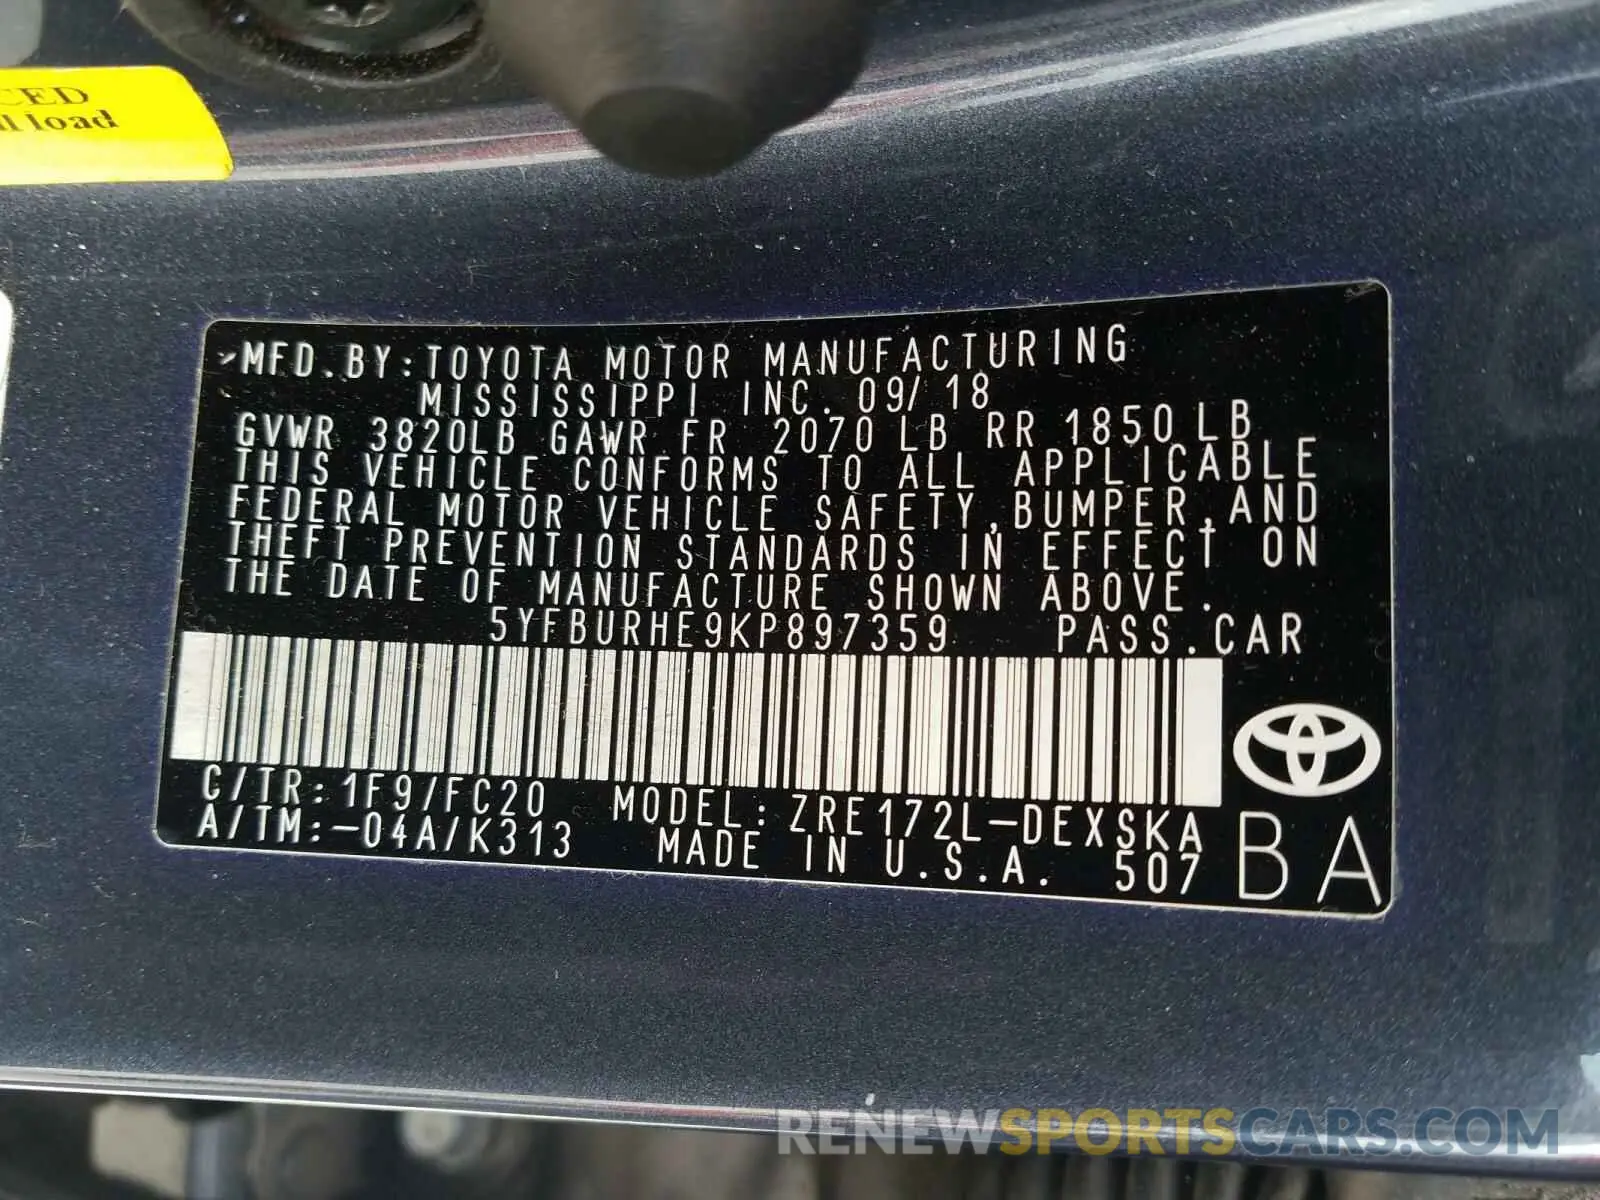 CED
ll load
MFD.BY:TOYOTA MOTOR MANUFACTURING
MISSISSIPPI INC. 09/18
GVWR 3820LB GAWR FR 2070LB RR 1850LB
THIS VEHICLE CONFORMS TO ALL APPLICABLE
FEDERAL MOTOR VEHICLE SAFETY,BUMPER,AND
THEFT PREVENTION STANDARDS IN EFFECT ON
THE DATE OF MANUFACTURE SHOWN ABOVE.
5YFBURHE9KP897359 PASS.CAR
C/TR:1F9/FC20 MODEL:ZRE172L-DEXSKA
A/TM:-04A/K313 MADE IN U.S.A. 507 BA
RENEWSPORTSCARS.COM